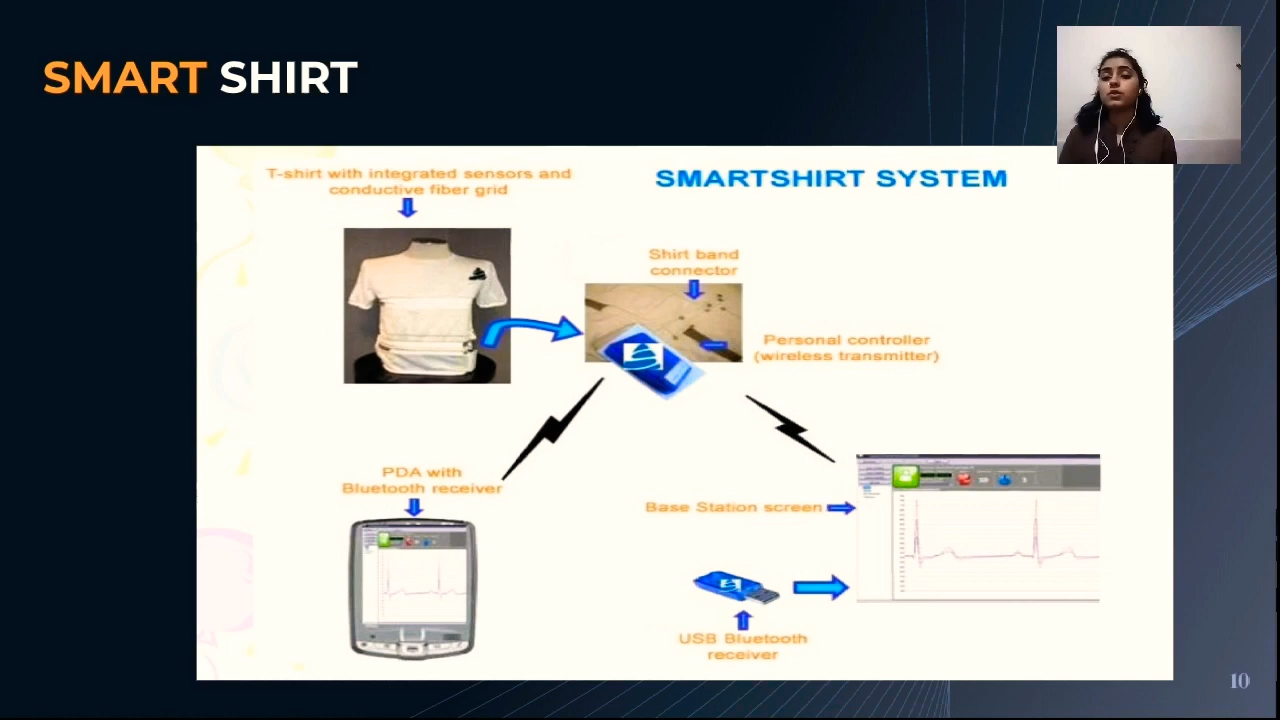 SMART SHIRT
T-shirt with integrated sensors and
conductive fiber grid
SMARTSHIRT SYSTEM
Shirt band
connector
Personal controller
(wireless transmitter)
PDA with
Bluetooth receiver
Base Station screen
USB Bluetooth
receiver
10